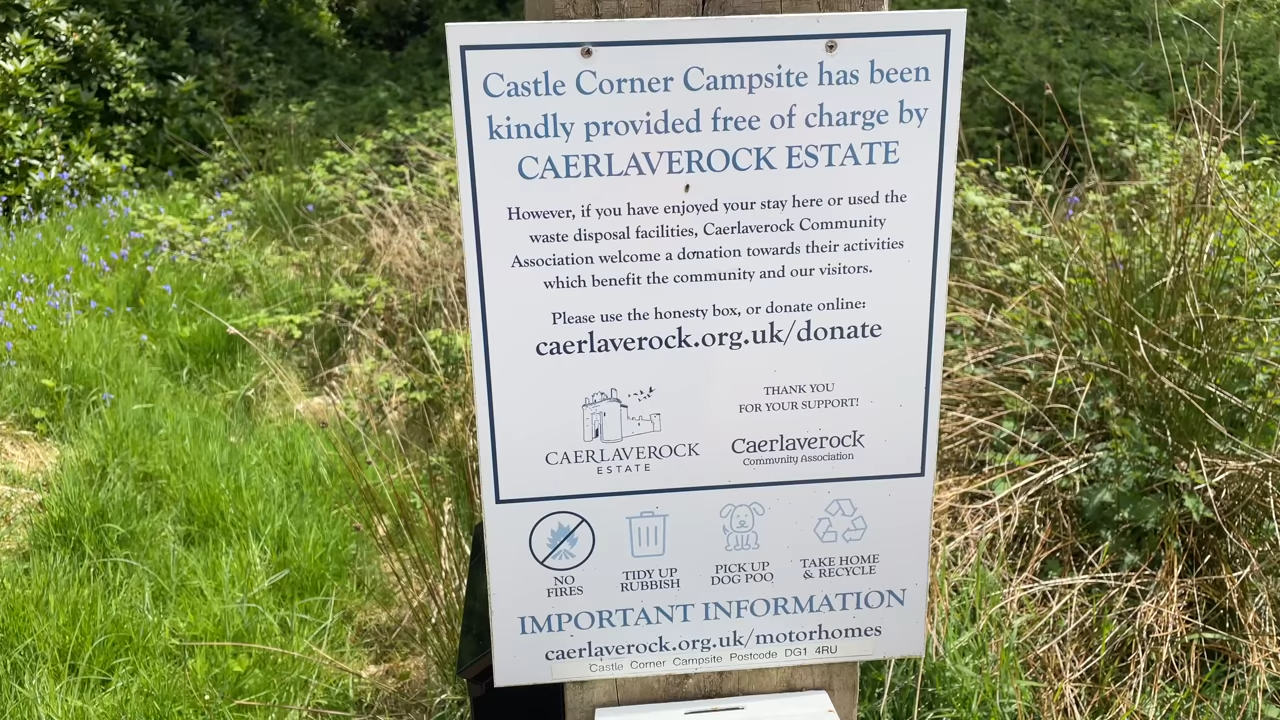 Castle Corner Campsite has been
kindly provided free of charge by
CAERLAVEROCK ESTATE
However, if you have enjoyed your stay here or used the
waste disposal facilities, Caerlaverock Community
Association welcome a donation towards their activities
which benefit the community and our visitors.
Please use the honesty box, or donate online:
caerlaverock.org.uk/donate
CAERLAVEROCK
ESTATE
THANK YOU
FOR YOUR SUPPORT!
Caerlaverock
Community Association
NO
FIRES
TIDY UP
RUBBISH
PICK UP
DOG POO
TAKE HOME
& RECYCLE
IMPORTANT INFORMATION
caerlaverock.org.uk/motorhomes
Castle Corner Campsite Postcode DG1 4RU